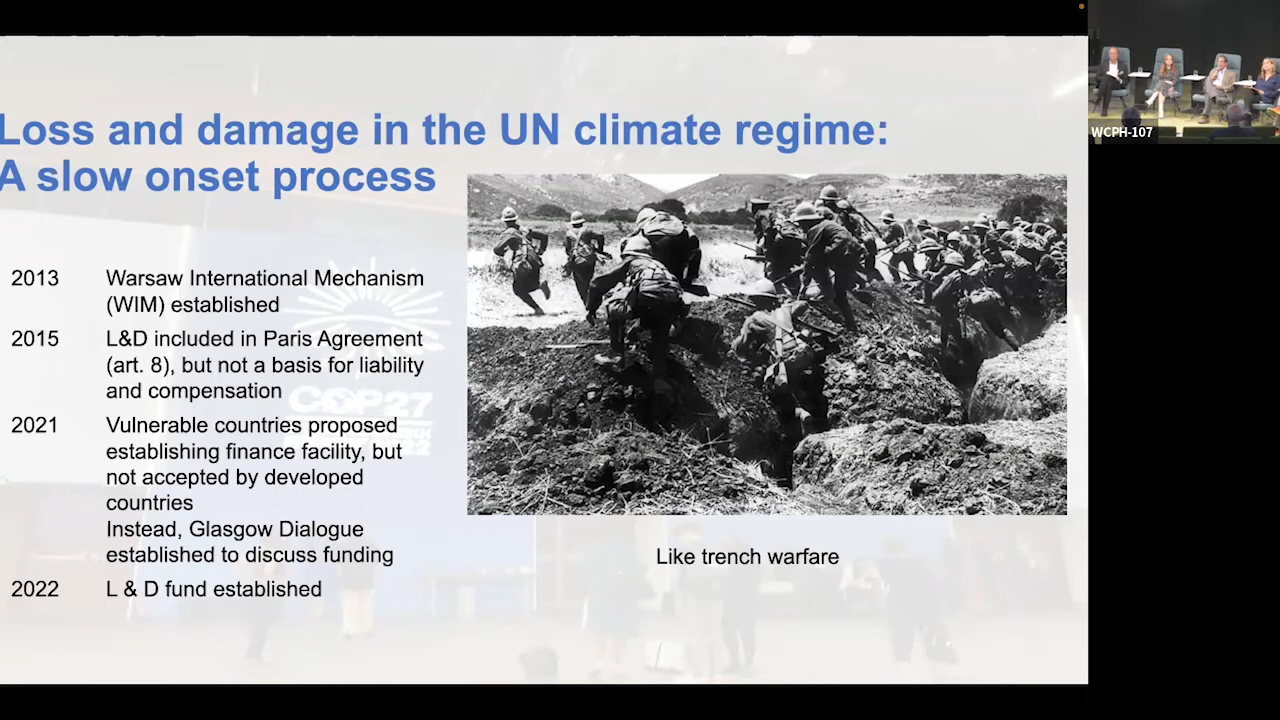 Loss and damage in the UN climate regime:
A slow onset process
2013 Warsaw International Mechanism
(WIM) established
2015 L&D included in Paris Agreement
(art. 8), but not a basis for liability
and compensation
2021 Vulnerable countries proposed
establishing finance facility, but
not accepted by developed
countries
Instead, Glasgow Dialogue
established to discuss funding
2022 L & D fund established
COP27
Like trench warfare
WCPH-107